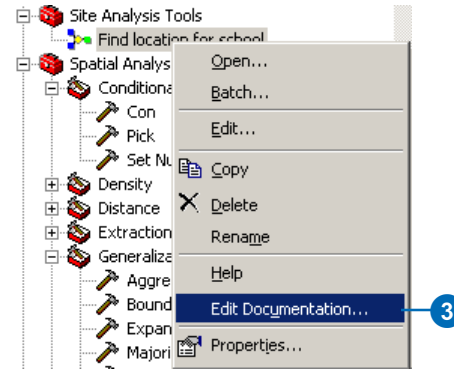 Site Analysis Tools
Find location for school
Spatial Analys
Conditiona
Con
Pick
Set Nu
Density
Distance
Extraction
Generaliza
Aggre
Bound
Expan
Majori
Open...
Batch...
Edit...
Copy
Delete
Rename
Help
Edit Documentation...
Properties...
3